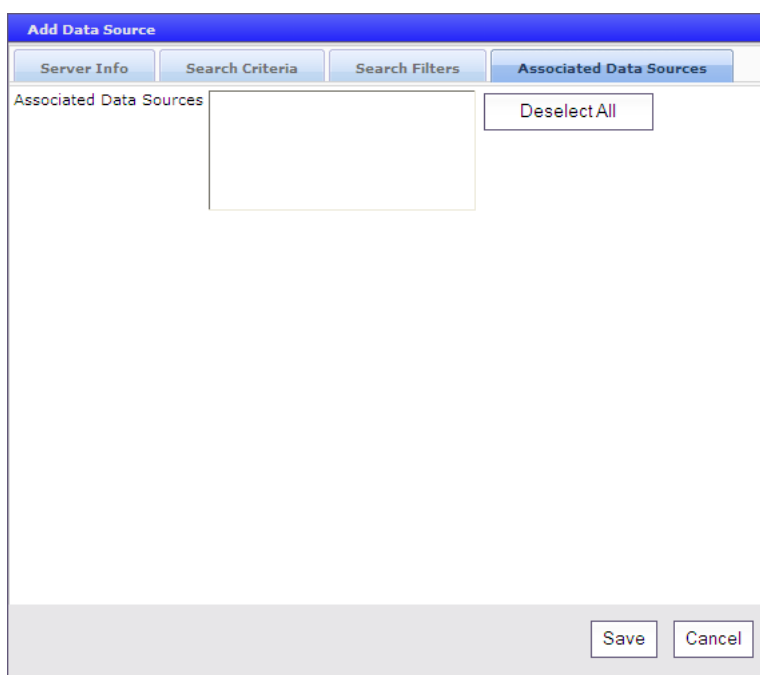 Add Data Source
Server Info Search Criteria Search Filters Associated Data Sources
Associated Data Sources Deselect All
Save Cancel